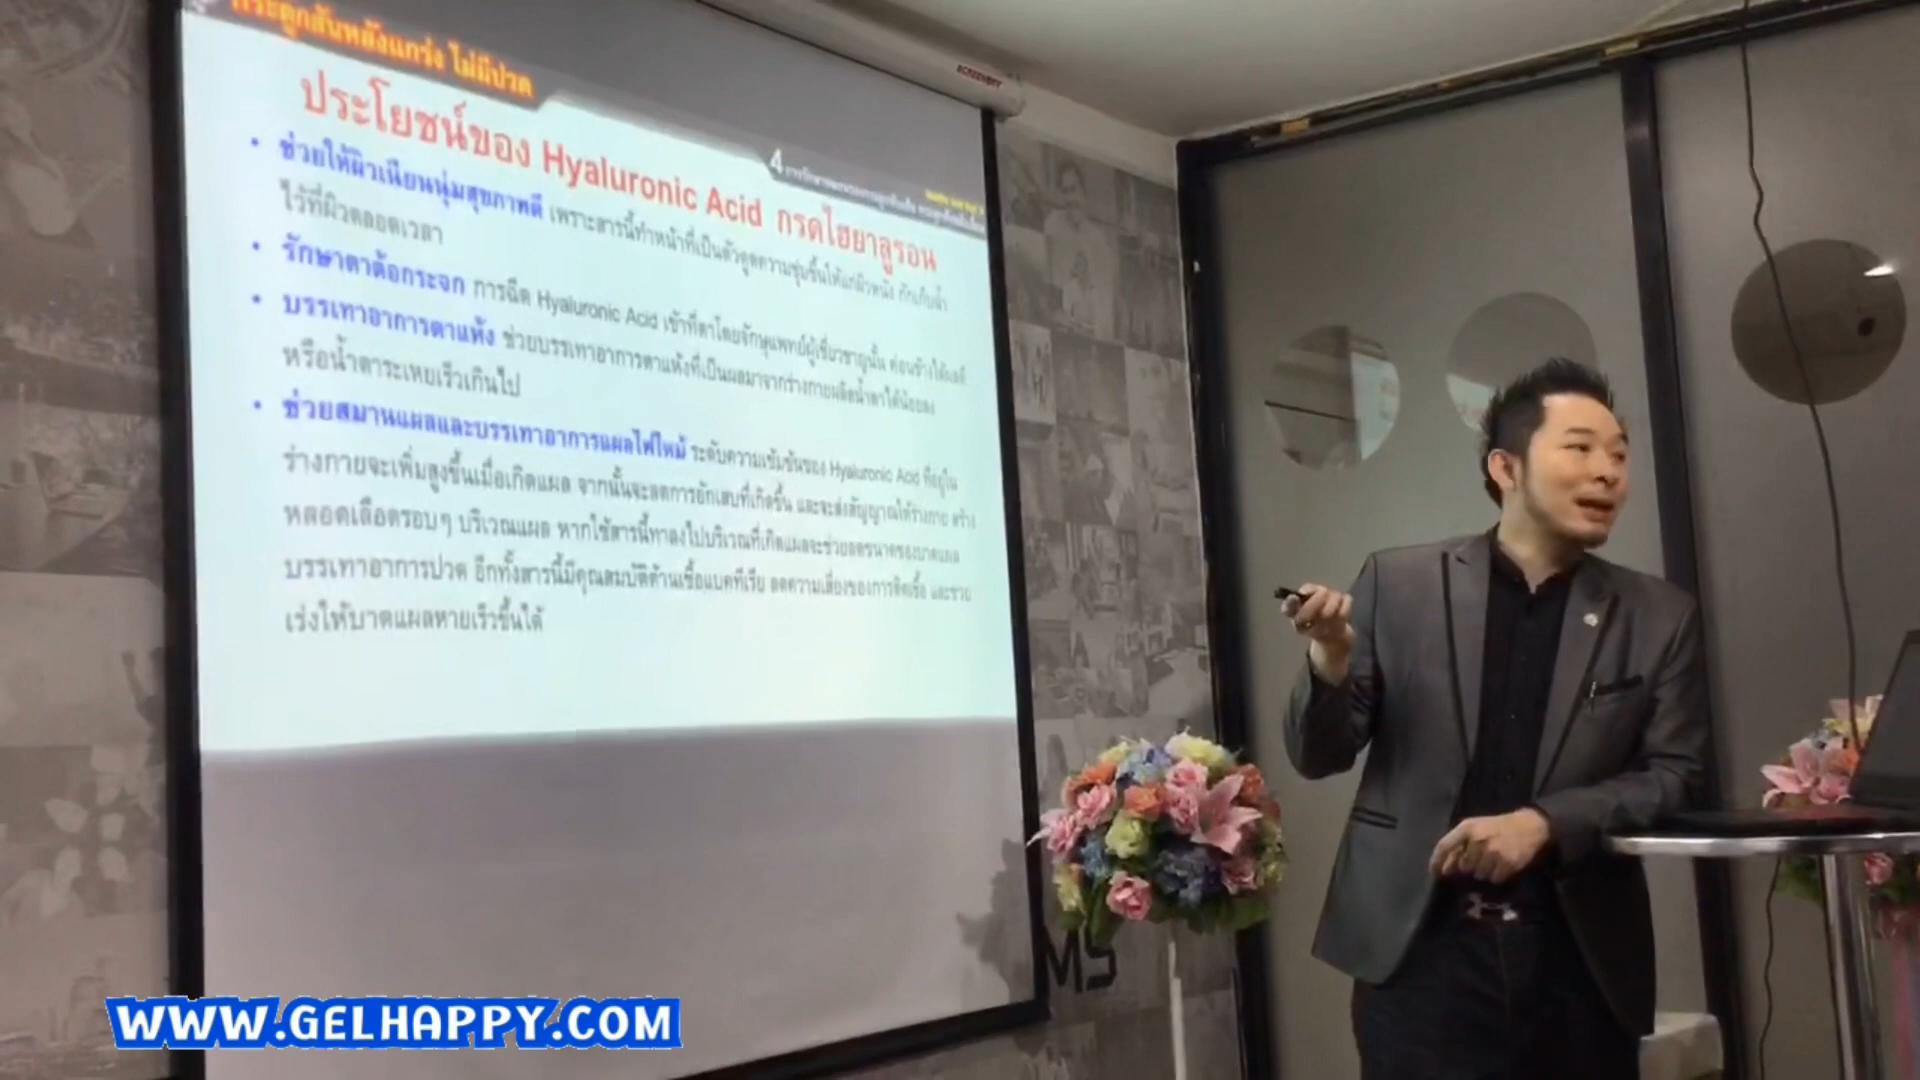 กระดูกสันหลังแกร่ง ไม่มีปวด
SCREENBOY
4
ประโยชน์ของ Hyaluronic Acid กรดไฮยาลูรอน
• ช่วยให้ผิวเนียนนุ่มสุขภาพดี เพราะสารนี้ทำหน้าที่เป็นตัวดูดความชุ่มชื้นให้แก่ผิวหนัง กักเก็บน้ำ
ไว้ที่ผิวตลอดเวลา
• รักษาตาต้อกระจก การฉีด Hyaluronic Acid เข้าที่ตาโดยจักษุแพทย์ผู้เชี่ยวชาญนั้น ค่อนข้างได้ผลดี
• บรรเทาอาการตาแห้ง ช่วยบรรเทาอาการตาแห้งที่เป็นผลมาจากร่างกายผลิตน้ำตาได้น้อยลง
หรือน้ำตาระเหยเร็วเกินไป
• ช่วยสมานแผลและบรรเทาอาการแผลไฟไหม้ ระดับความเข้มข้นของ Hyaluronic Acid ที่อยู่ใน
ร่างกายจะเพิ่มสูงขึ้นเมื่อเกิดแผล จากนั้นจะลดการอักเสบที่เกิดขึ้น และจะส่งสัญญาณให้ร่างกาย สร้าง
หลอดเลือดรอบๆ บริเวณแผล หากใช้สารนี้ทาลงไปบริเวณที่เกิดแผลจะช่วยลดขนาดของบาดแผล
บรรเทาอาการปวด อีกทั้งสารนี้มีคุณสมบัติต้านเชื้อแบคทีเรีย ลดความเสี่ยงของการติดเชื้อ และช่วย
เร่งให้บาดแผลหายเร็วขึ้นได้
MS
WWW.GELHAPPY.COM